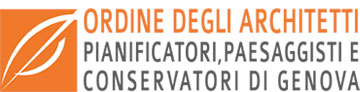 ORDINE DEGLI ARCHITETTI
PIANIFICATORI, PAESAGGISTI E
CONSERVATORI DI GENOVA